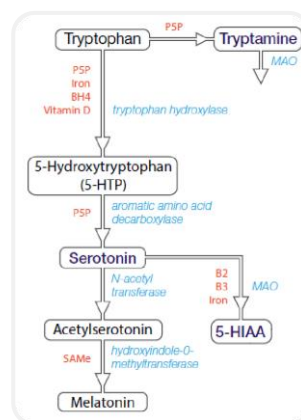 Tryptophan
P5P
Tryptamine
MAO
P5P
Iron
BH4
Vitamin D
tryptophan hydroxylase
5-Hydroxytryptophan
(5-HTP)
P5P
aromatic amino acid
decarboxylase
Serotonin
N-acetyl
transferase
B2
B3
Iron
MAO
Acetylserotonin
5-HIAA
SAMe
hydroxyindole-0-
methyltransferase
Melatonin